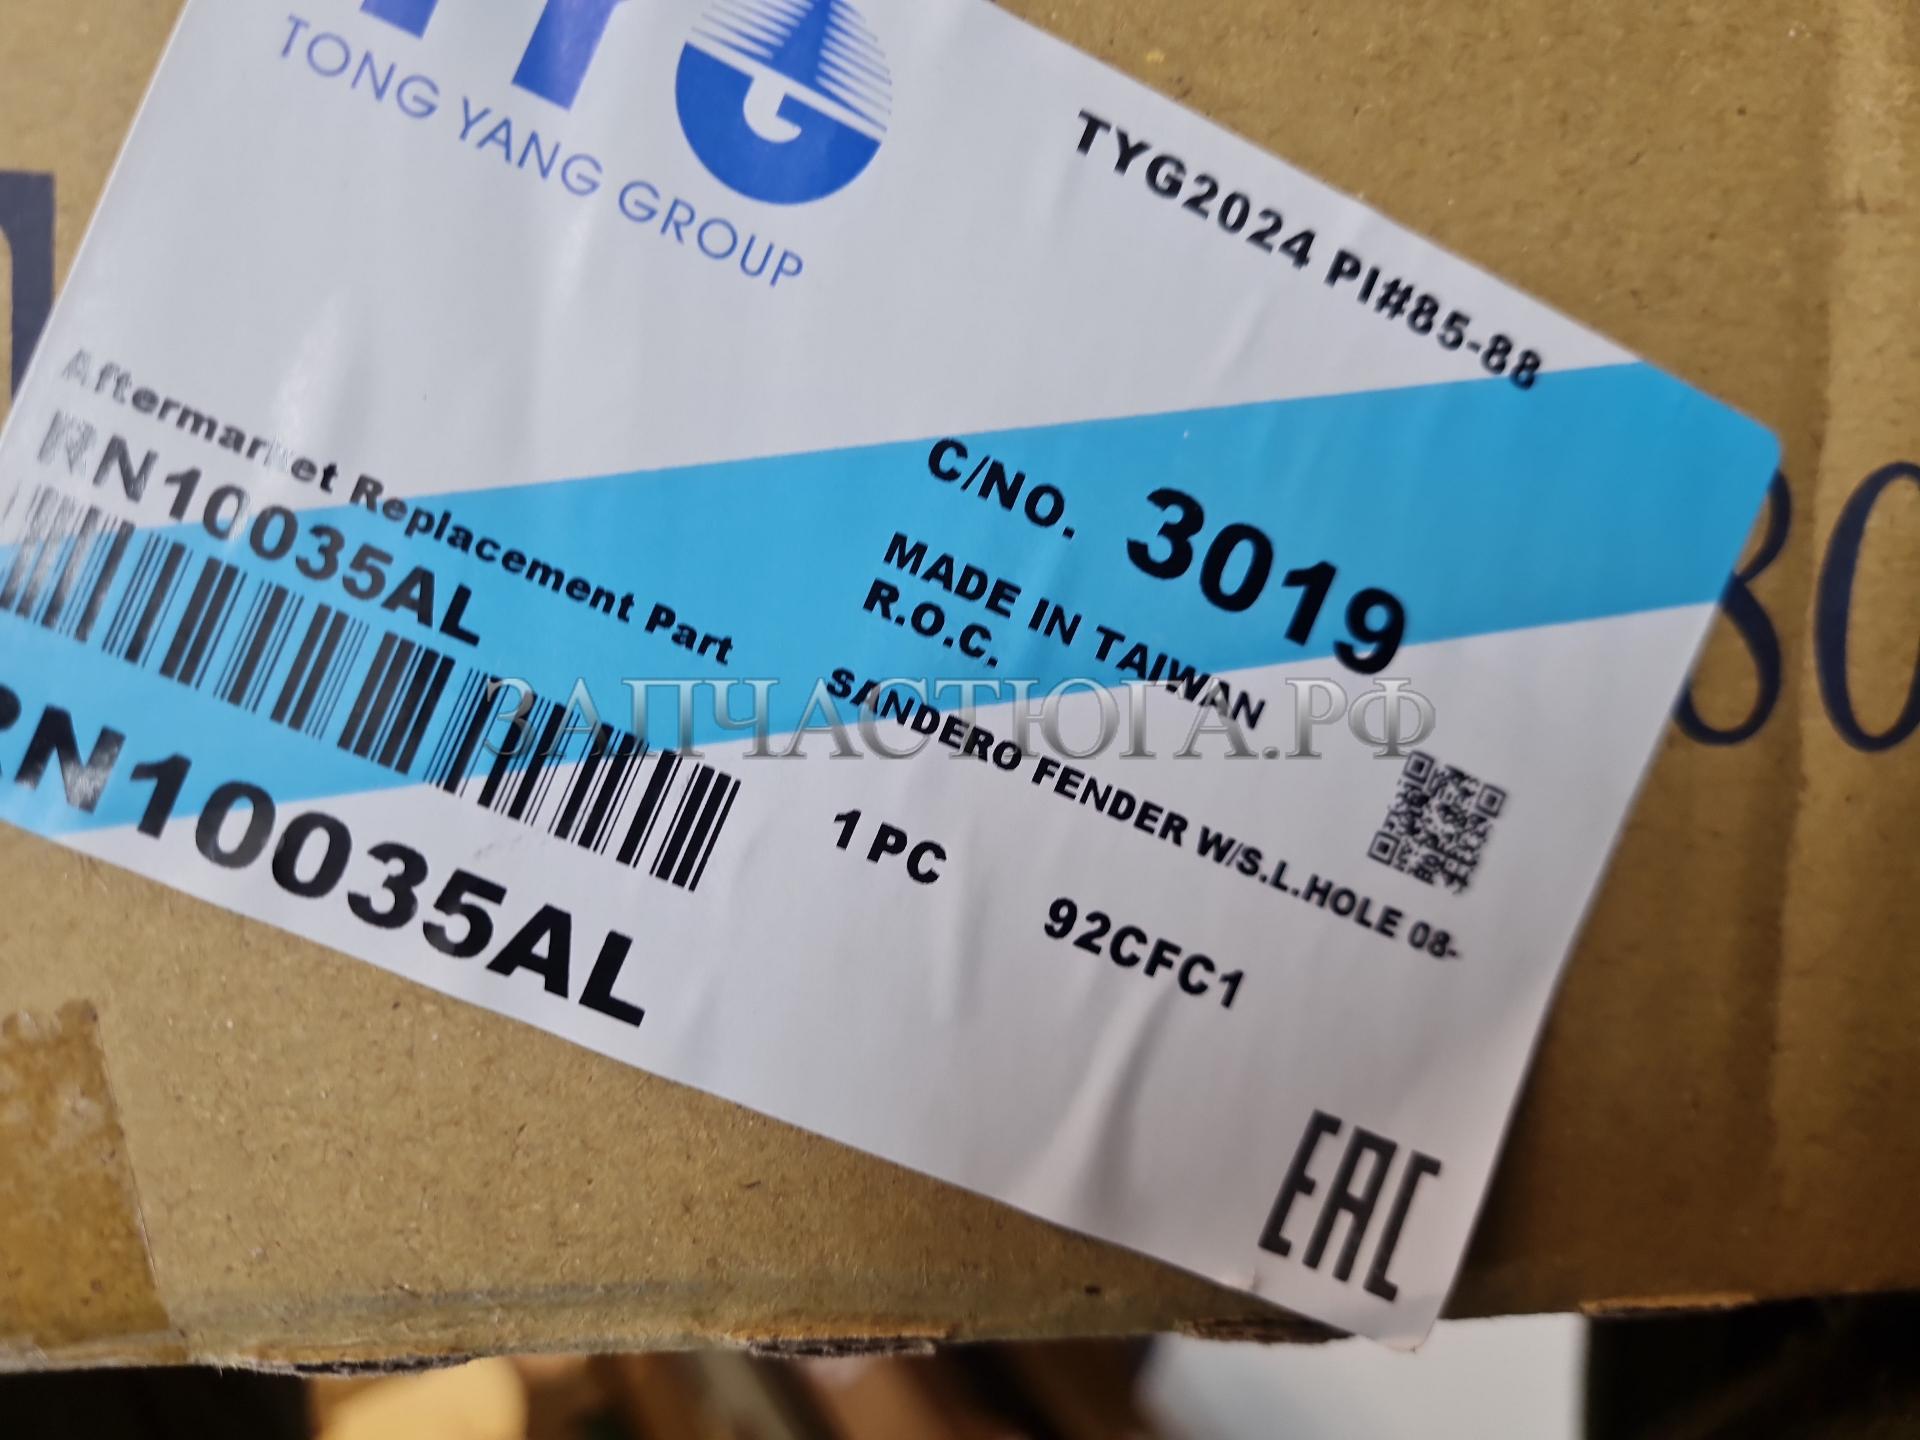 TYG
TONG YANG GROUP
TYG2024 PI#85-88
C/NO. 3019
MADE IN TAIWAN
R.O.C.
Aftermarket Replacement Part
RN10035AL
SANDERO FENDER W/S.L.HOLE 08-
1 PC
92CFC1
RN10035AL
EAC
ЗАПЧАСТЮГА.РФ